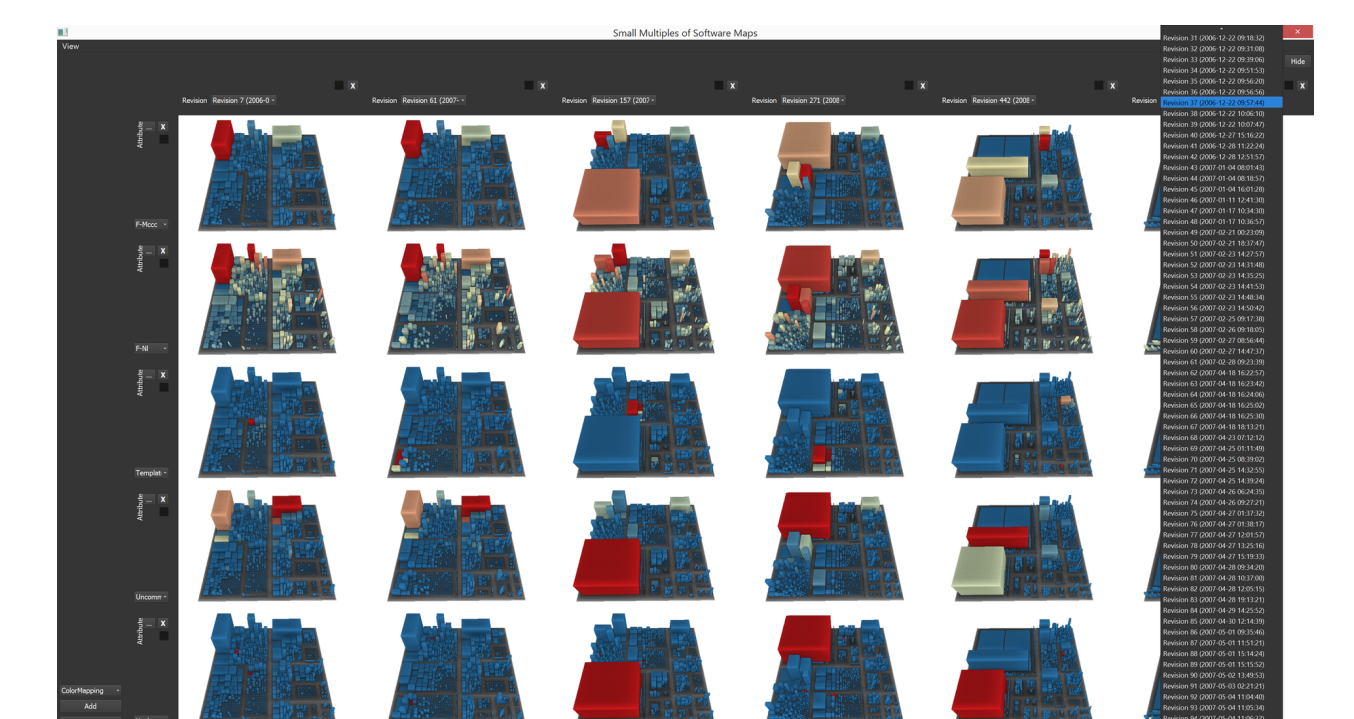 Small Multiples of Software Maps
View
Hide
X
X
X
X
X
X
Revision Revision 7 (2006-0
Revision Revision 61 (2007-
Revision Revision 157 (2007
Revision Revision 271 (2008
Revision Revision 442 (2008
Revision
Attribute ... X
F-Mccc
Attribute ... X
F-Nl
Attribute ... X
Templat
Attribute ... X
Uncomm
Attribute ... X
ColorMapping
Add
Revision 31 (2006-12-22 09:18:32)
Revision 32 (2006-12-22 09:31:08)
Revision 33 (2006-12-22 09:39:06)
Revision 34 (2006-12-22 09:51:53)
Revision 35 (2006-12-22 09:56:20)
Revision 36 (2006-12-22 09:56:56)
Revision 37 (2006-12-22 09:57:44)
Revision 38 (2006-12-22 10:06:10)
Revision 39 (2006-12-22 10:07:47)
Revision 40 (2006-12-27 15:16:22)
Revision 41 (2006-12-28 11:22:24)
Revision 42 (2006-12-28 12:51:57)
Revision 43 (2007-01-04 08:01:43)
Revision 44 (2007-01-04 08:18:57)
Revision 45 (2007-01-04 16:01:28)
Revision 46 (2007-01-11 12:41:30)
Revision 47 (2007-01-17 10:34:30)
Revision 48 (2007-01-17 10:36:57)
Revision 49 (2007-02-21 00:23:09)
Revision 50 (2007-02-21 18:37:47)
Revision 51 (2007-02-23 14:27:57)
Revision 52 (2007-02-23 14:31:48)
Revision 53 (2007-02-23 14:35:25)
Revision 54 (2007-02-23 14:41:53)
Revision 55 (2007-02-23 14:48:34)
Revision 56 (2007-02-23 14:50:42)
Revision 57 (2007-02-25 09:17:38)
Revision 58 (2007-02-26 09:18:05)
Revision 59 (2007-02-27 08:56:44)
Revision 60 (2007-02-27 14:47:37)
Revision 61 (2007-02-28 09:23:39)
Revision 62 (2007-04-18 16:22:57)
Revision 63 (2007-04-18 16:23:42)
Revision 64 (2007-04-18 16:24:06)
Revision 65 (2007-04-18 16:25:02)
Revision 66 (2007-04-18 16:25:30)
Revision 67 (2007-04-18 18:13:21)
Revision 68 (2007-04-23 07:12:12)
Revision 69 (2007-04-25 01:11:49)
Revision 70 (2007-04-25 08:39:02)
Revision 71 (2007-04-25 14:32:55)
Revision 72 (2007-04-25 14:39:24)
Revision 73 (2007-04-26 06:24:35)
Revision 74 (2007-04-26 09:27:21)
Revision 75 (2007-04-27 01:37:32)
Revision 76 (2007-04-27 01:38:17)
Revision 77 (2007-04-27 12:01:57)
Revision 78 (2007-04-27 13:25:16)
Revision 79 (2007-04-27 15:19:33)
Revision 80 (2007-04-28 09:34:20)
Revision 81 (2007-04-28 10:37:00)
Revision 82 (2007-04-28 12:05:15)
Revision 83 (2007-04-28 19:13:21)
Revision 84 (2007-04-29 14:25:52)
Revision 85 (2007-04-30 12:14:39)
Revision 86 (2007-05-01 09:35:46)
Revision 87 (2007-05-01 11:51:21)
Revision 88 (2007-05-01 15:14:24)
Revision 89 (2007-05-01 15:15:52)
Revision 90 (2007-05-02 13:49:53)
Revision 91 (2007-05-03 02:21:21)
Revision 92 (2007-05-04 11:04:40)
Revision 93 (2007-05-04 11:05:34)